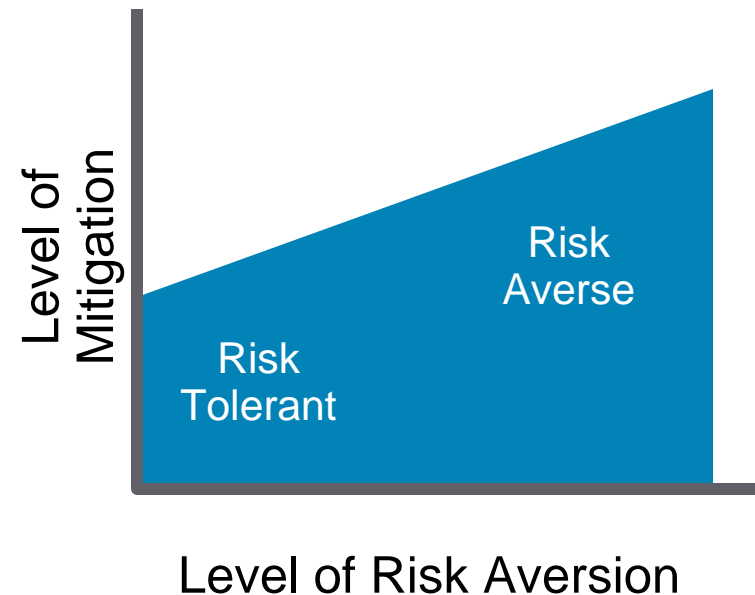 Level of
Mitigation
Risk
Averse
Risk
Tolerant
Level of Risk Aversion